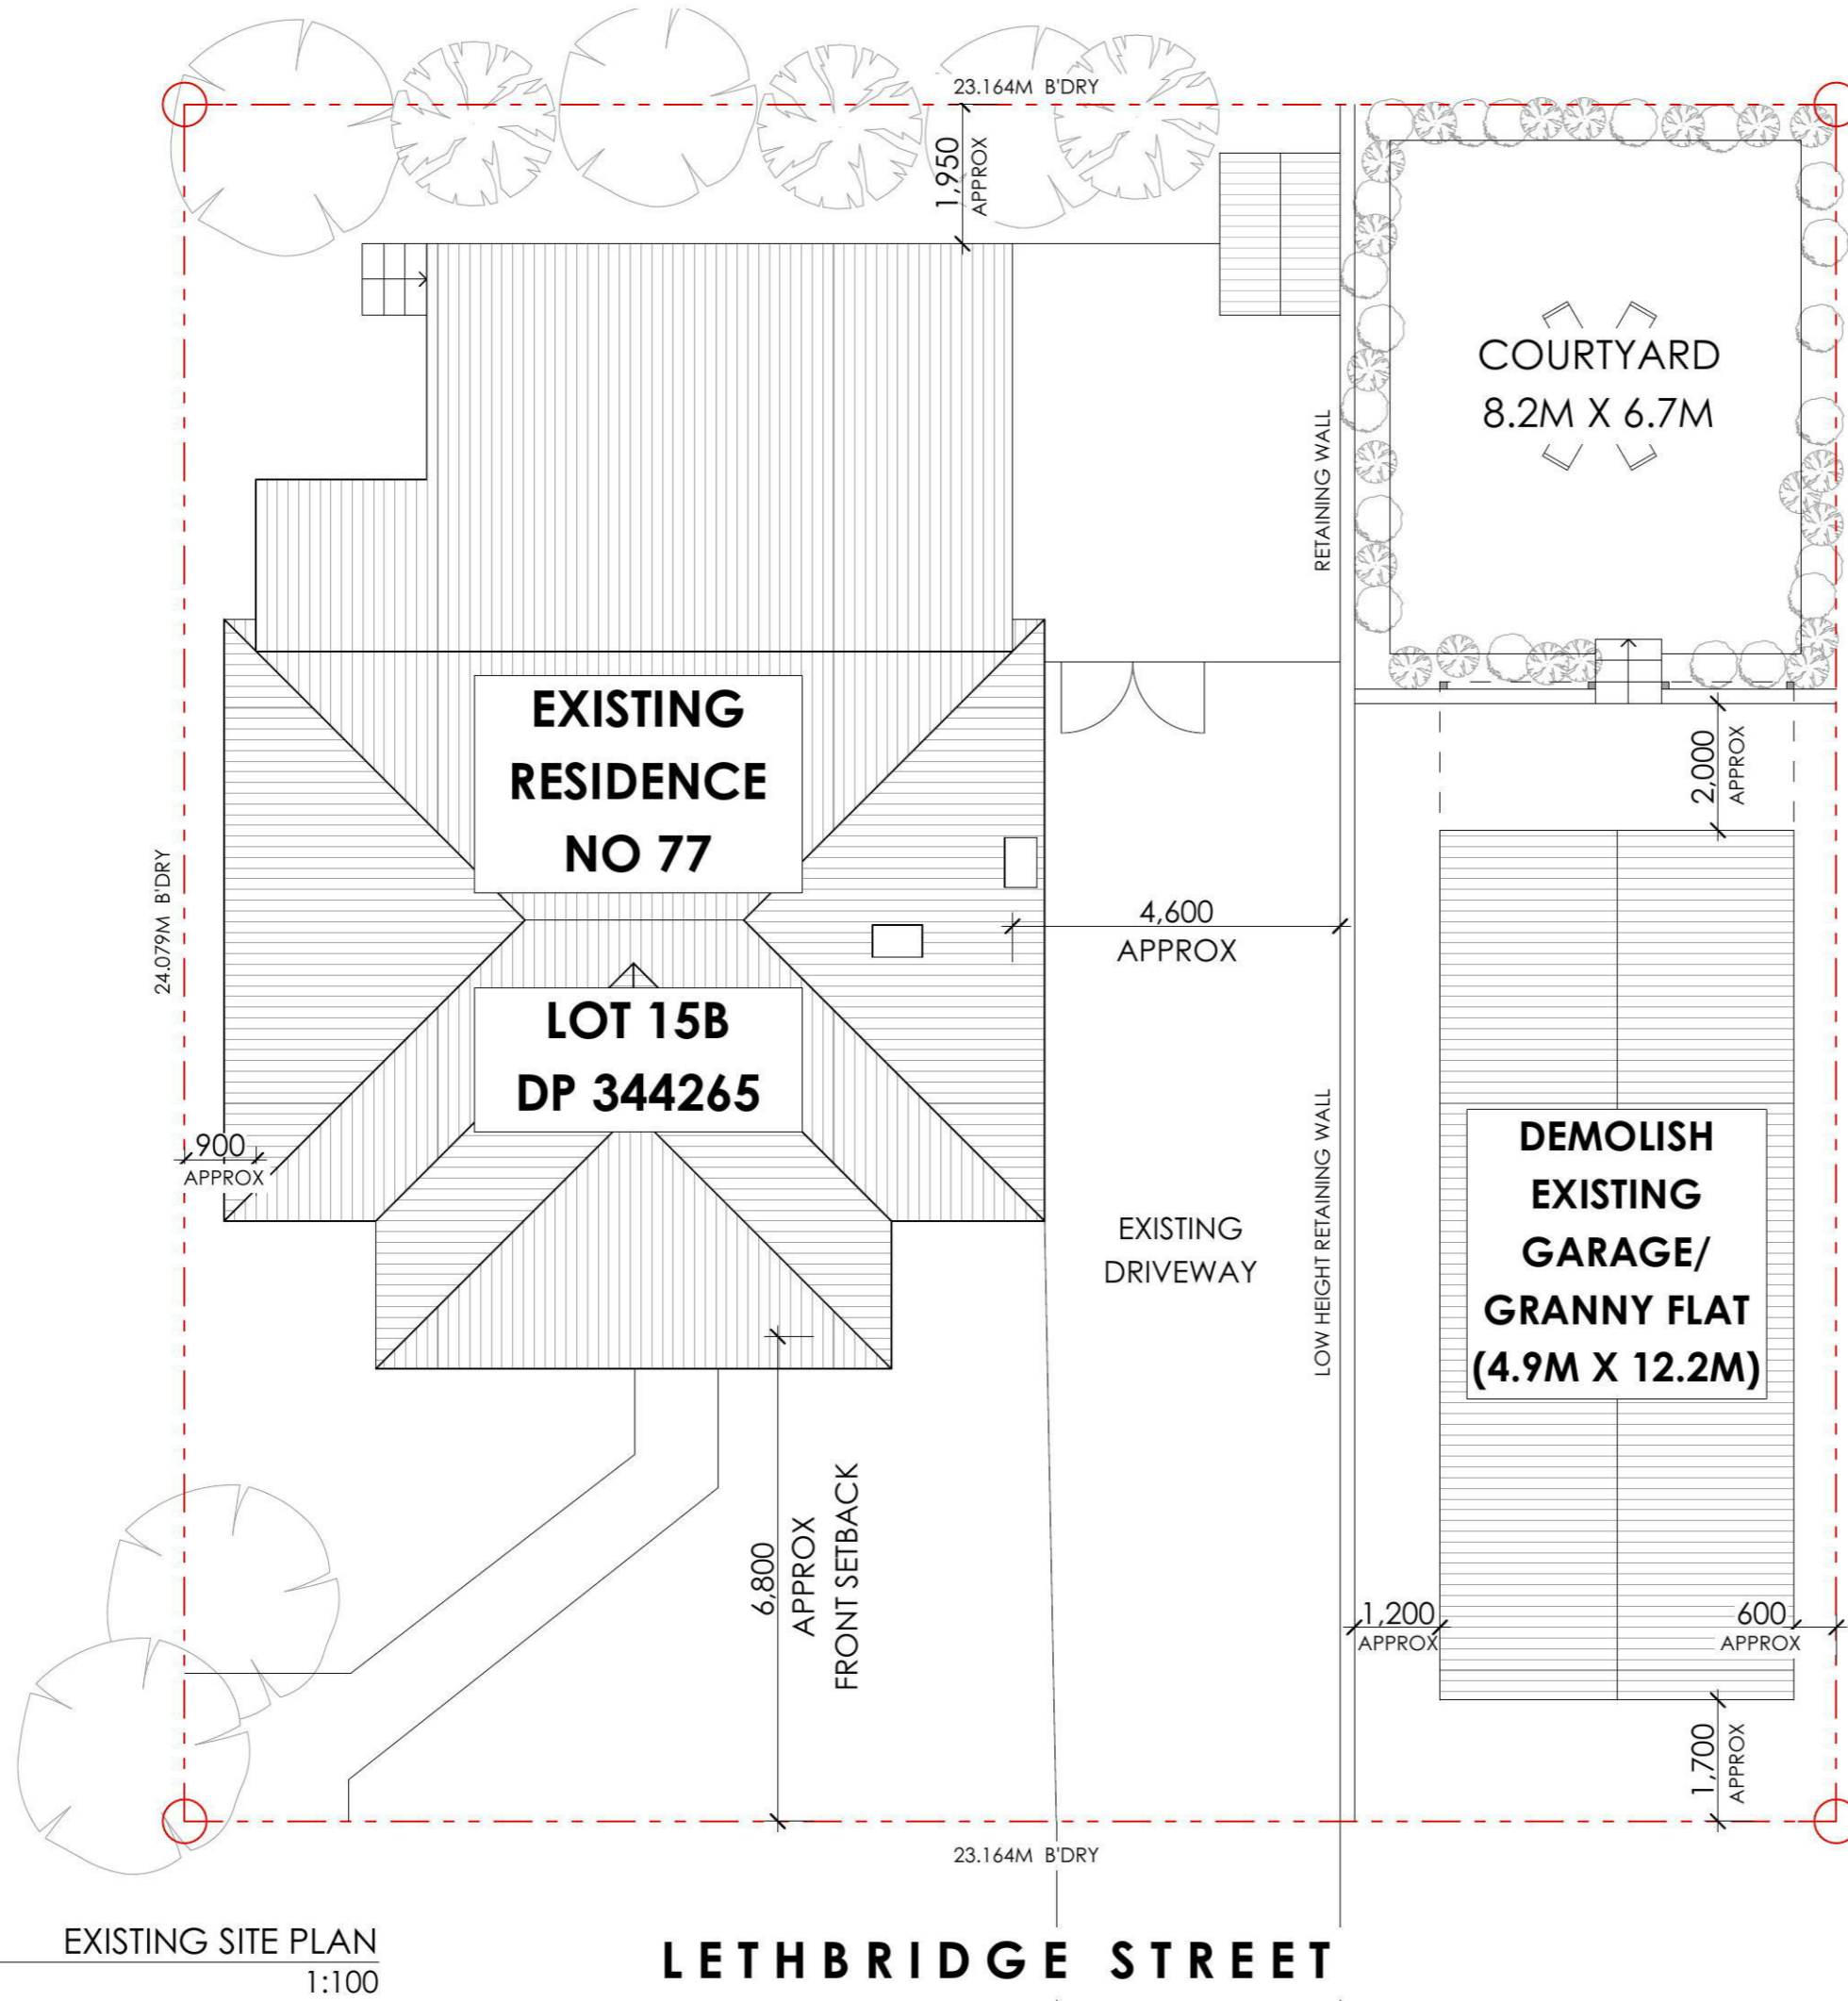 23.164M B'DRY
1,950
APPROX
COURTYARD
8.2M X 6.7M
RETAINING WALL
EXISTING
RESIDENCE
NO 77
2,000
APPROX
24.079M B'DRY
4,600
APPROX
LOT 15B
DP 344265
900
APPROX
LOW HEIGHT RETAINING WALL
DEMOLISH
EXISTING
GARAGE/
GRANNY FLAT
(4.9M X 12.2M)
EXISTING
DRIVEWAY
6,800
APPROX
FRONT SETBACK
1,200
APPROX
600
APPROX
1,700
APPROX
23.164M B'DRY
EXISTING SITE PLAN
1:100
LETHBRIDGE STREET